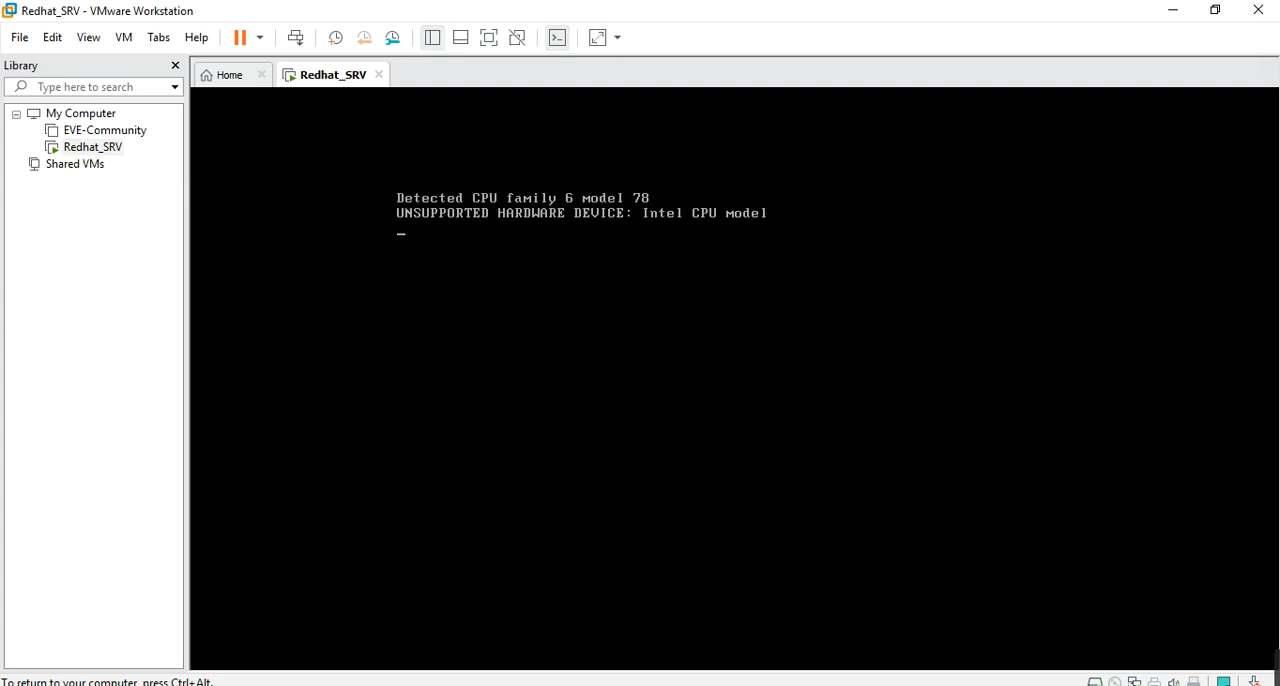 Redhat_SRV - VMware Workstation
File Edit View VM Tabs Help
Library
Home Redhat_SRV
Type here to search
My Computer
EVE-Community
Redhat_SRV
Shared VMs
Detected CPU family 6 model 78
UNSUPPORTED HARDWARE DEVICE: Intel CPU model
To return to your computer, press Ctrl+Alt.